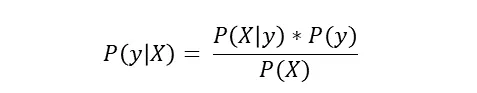 P(y|X) = P(X|y) * P(y) / P(X)